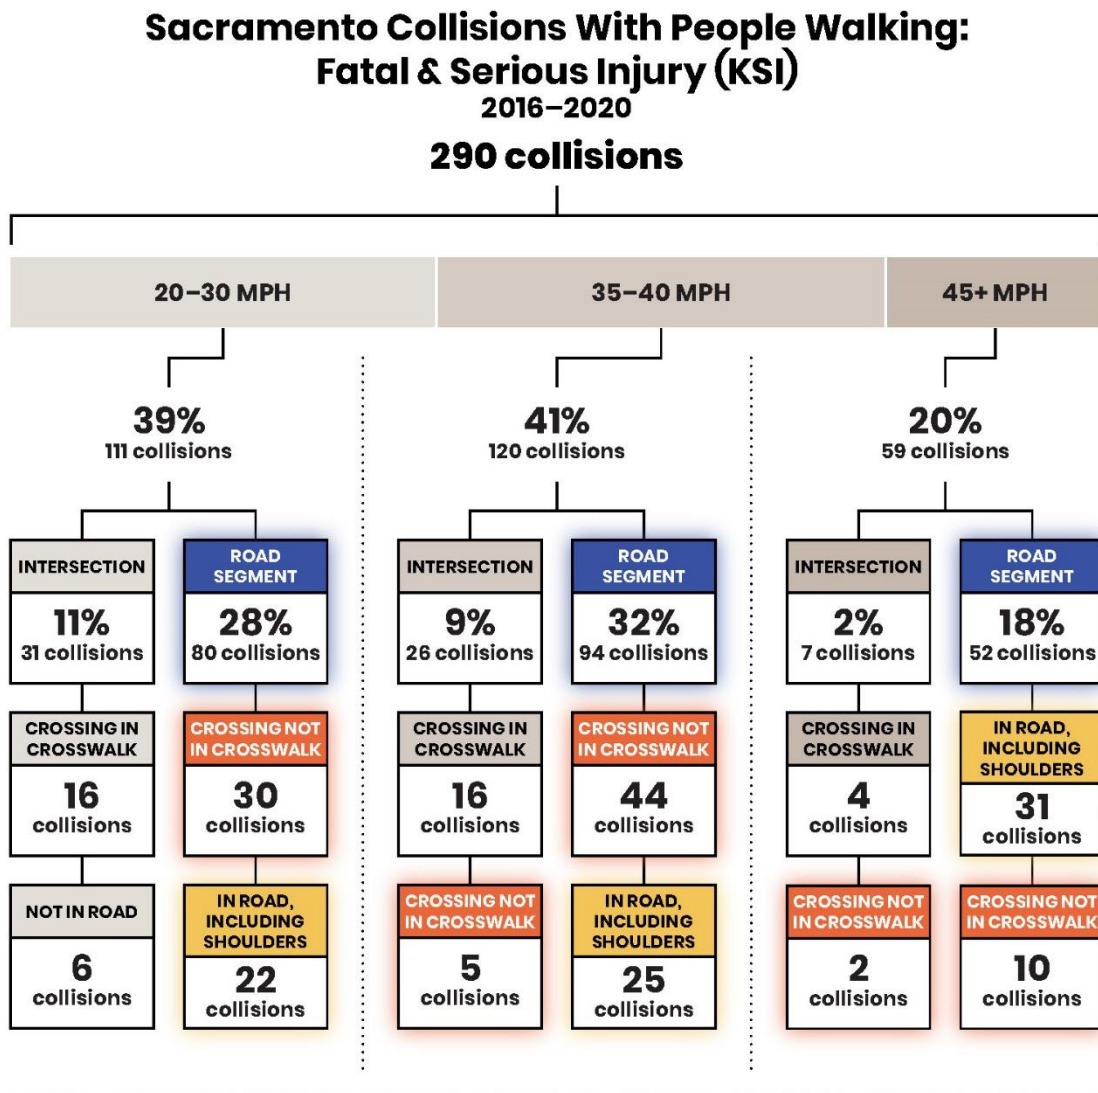 Sacramento Collisions With People Walking:
Fatal & Serious Injury (KSI)
2016–2020
290 collisions
20–30 MPH
35–40 MPH
45+ MPH
39%
111 collisions
41%
120 collisions
20%
59 collisions
INTERSECTION
11%
31 collisions
ROAD
SEGMENT
28%
80 collisions
INTERSECTION
9%
26 collisions
ROAD
SEGMENT
32%
94 collisions
INTERSECTION
2%
7 collisions
ROAD
SEGMENT
18%
52 collisions
CROSSING IN
CROSSWALK
16
collisions
CROSSING NOT
IN CROSSWALK
30
collisions
CROSSING IN
CROSSWALK
16
collisions
CROSSING NOT
IN CROSSWALK
44
collisions
CROSSING IN
CROSSWALK
4
collisions
IN ROAD,
INCLUDING
SHOULDERS
31
collisions
NOT IN ROAD
6
collisions
IN ROAD,
INCLUDING
SHOULDERS
22
collisions
CROSSING NOT
IN CROSSWALK
5
collisions
IN ROAD,
INCLUDING
SHOULDERS
25
collisions
CROSSING NOT
IN CROSSWALK
2
collisions
CROSSING NOT
IN CROSSWALK
10
collisions